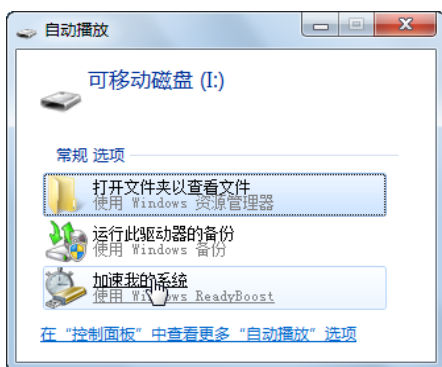 自动播放
可移动磁盘 (I:)
常规 选项
打开文件夹以查看文件
使用 Windows 资源管理器
运行此驱动器的备份
使用 Windows 备份
加速我的系统
使用 Windows ReadyBoost
在“控制面板”中查看更多“自动播放”选项